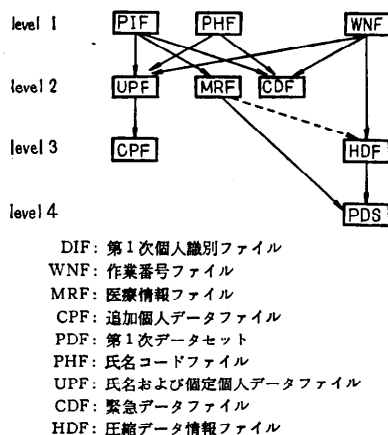 level 1 PIF PHF WNF
level 2 UPF MRF CDF
level 3 CPF HDF
level 4 PDS
DIF: 第1次個人識別ファイル
WNF: 作業番号ファイル
MRF: 医療情報ファイル
CPF: 追加個人データファイル
PDF: 第1次データセット
PHF: 氏名コードファイル
UPF: 氏名および個定個人データファイル
CDF: 緊急データファイル
HDF: 圧縮データ情報ファイル